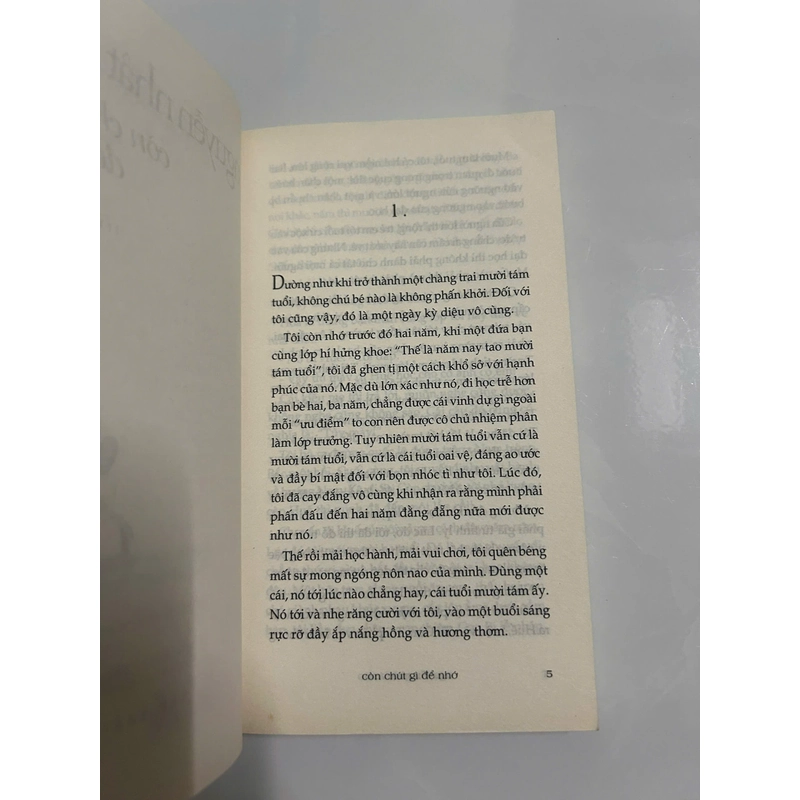 nguyễn nhật
còn ch
1.
Dường như khi trở thành một chàng trai mười tám
tuổi, không chú bé nào là không phấn khởi. Đối với
tôi cũng vậy, đó là một ngày kỳ diệu vô cùng.
Tôi còn nhớ trước đó hai năm, khi một đứa bạn
cùng lớp hí hửng khoe: “Thế là năm nay tao mười
tám tuổi”, tôi đã ghen tị một cách khổ sở với hạnh
phúc của nó. Mặc dù lớn xác như nó, đi học trễ hơn
bạn bè hai, ba năm, chẳng được cái vinh dự gì ngoài
mỗi “ưu điểm” to con nên được cô chủ nhiệm phân
làm lớp trưởng. Tuy nhiên mười tám tuổi vẫn cứ là
mười tám tuổi, vẫn cứ là cái tuổi oai vệ, đáng ao ước
và đầy bí mật đối với bọn nhóc tì như tôi. Lúc đó,
tôi đã cay đắng vô cùng khi nhận ra rằng mình phải
phấn đấu đến hai năm đằng đẵng nữa mới được
như nó.
Thế rồi mải học hành, mải vui chơi, tôi quên béng
mất sự mong ngóng nôn nao của mình. Đùng một
cái, nó tới lúc nào chẳng hay, cái tuổi mười tám ấy.
Nó tới và nhe răng cười với tôi, vào một buổi sáng
rực rỡ đầy ắp nắng hồng và hương thơm.
còn chút gì để nhớ 5